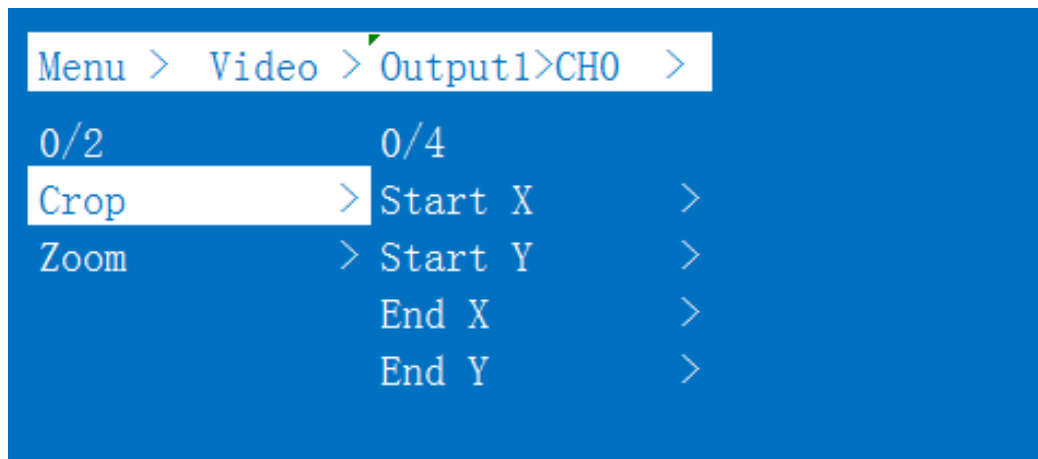 Menu > Video > Output1>CH0 >
0/2 0/4
Crop > Start X >
Zoom > Start Y >
End X >
End Y >